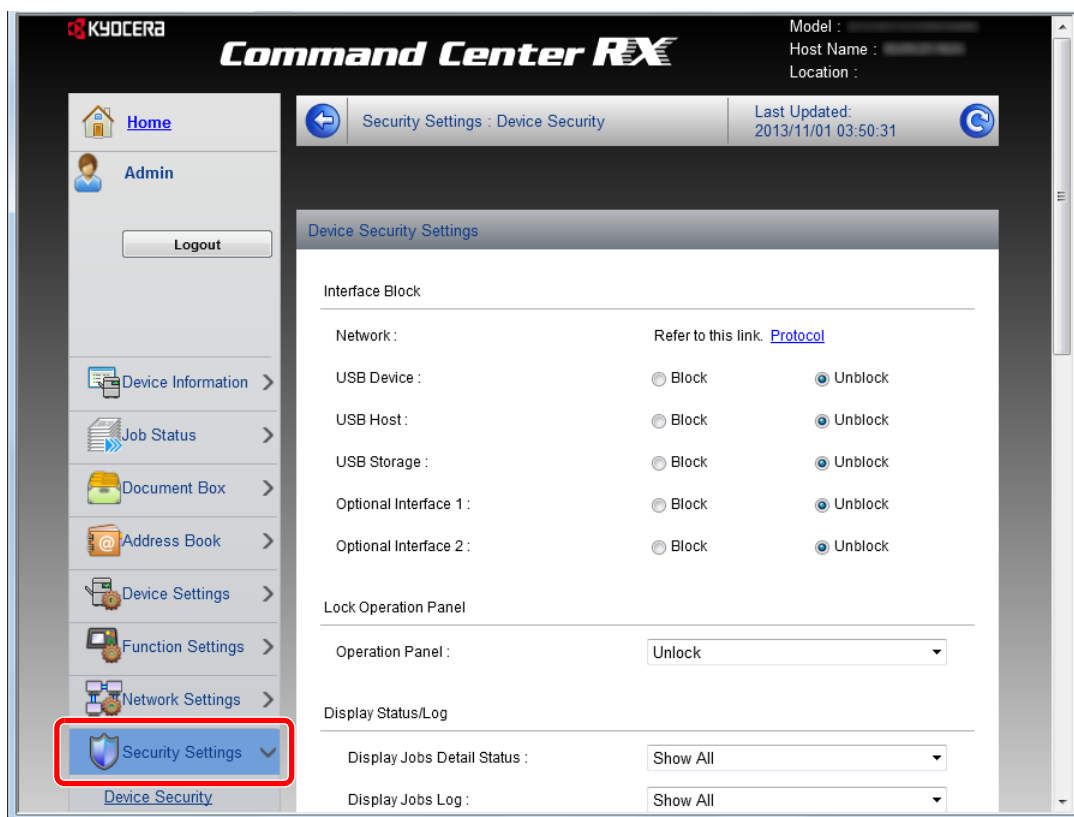 KYOCERA
Command Center RX
Model :
Host Name :
Location :
Home
Admin
Logout
Device Information
Job Status
Document Box
Address Book
Device Settings
Function Settings
Network Settings
Security Settings
Device Security
Security Settings : Device Security
Last Updated:
2013/11/01 03:50:31
Device Security Settings
Interface Block
Network : Refer to this link. Protocol
USB Device : Block Unblock
USB Host : Block Unblock
USB Storage : Block Unblock
Optional Interface 1 : Block Unblock
Optional Interface 2 : Block Unblock
Lock Operation Panel
Operation Panel : Unlock
Display Status/Log
Display Jobs Detail Status : Show All
Display Jobs Log : Show All